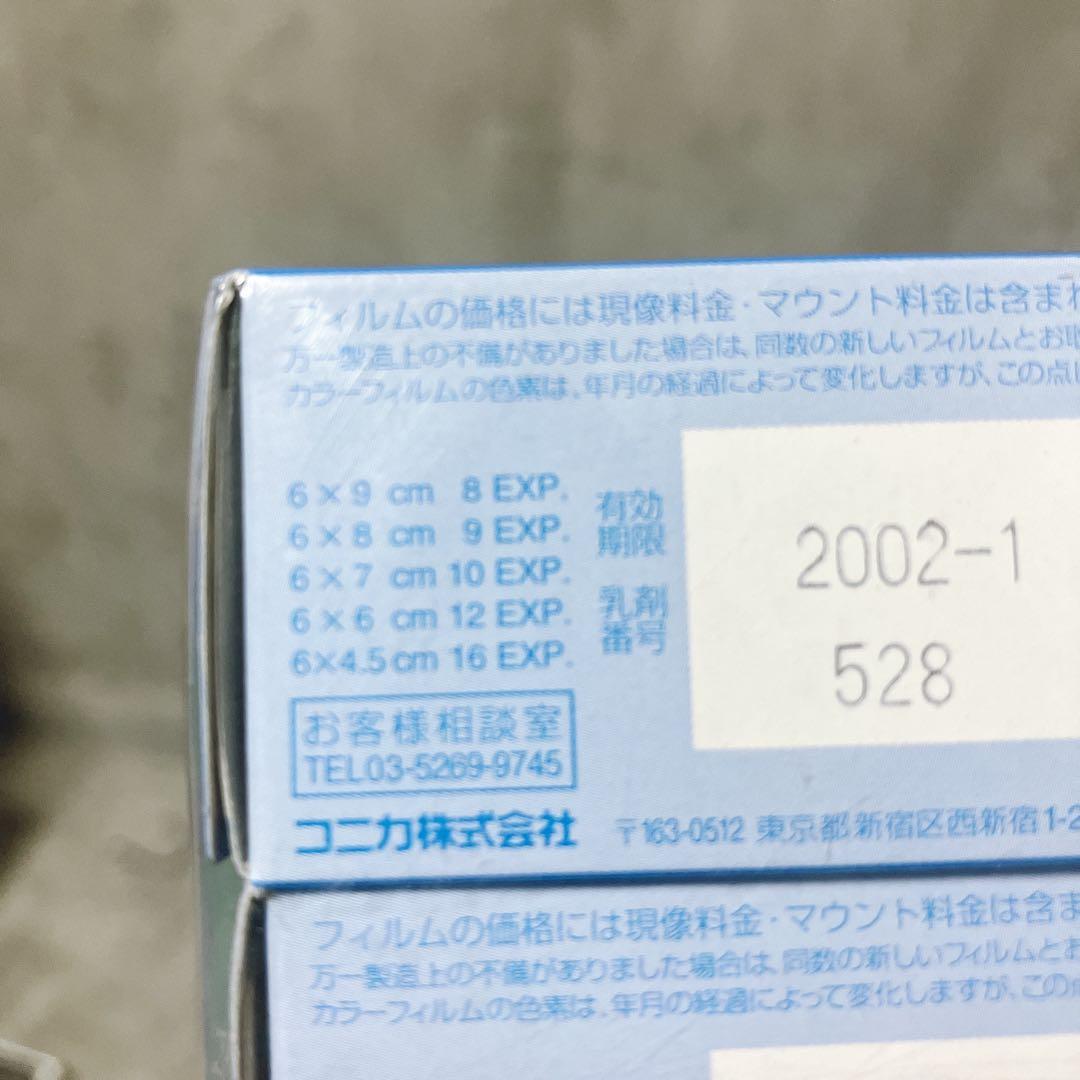 フィルムの価格には現像料金・マウント料金は含まれ
万一製造上の不備がありました場合は、同数の新しいフィルムとお取
カラーフィルムの色素は、年月の経過によって変化しますが、この点に
6×9 cm 8 EXP.
6×8 cm 9 EXP.
6×7 cm 10 EXP.
6×6 cm 12 EXP.
6×4.5cm 16 EXP.
有効
期限
2002-1
乳剤
番号
528
お客様相談室
TEL03-5269-9745
コニカ株式会社
〒163-0512 東京都新宿区西新宿1-2
フィルムの価格には現像料金・マウント料金は含ま
万一製造上の不備がありました場合は、同数の新しいフィルムとお
カラーフィルムの色素は、年月の経過によって変化しますが、この点